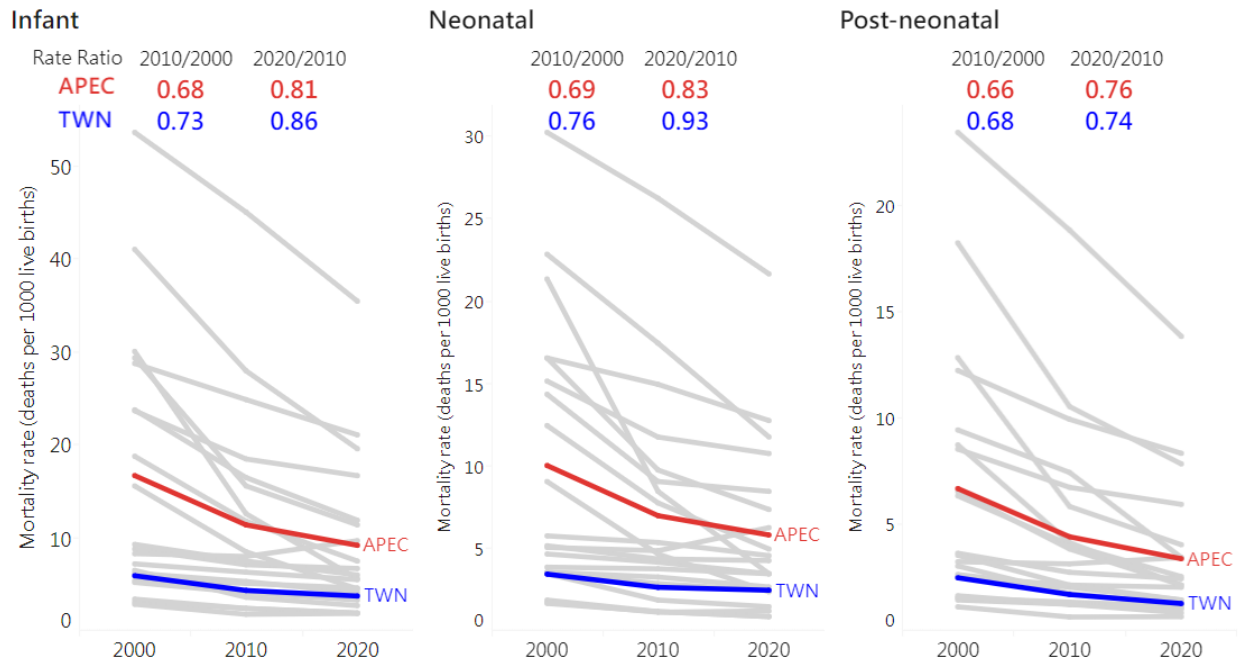 Infant
Rate Ratio 2010/2000 2020/2010
APEC 0.68 0.81
TWN 0.73 0.86
Mortality rate (deaths per 1000 live births)
50
40
30
20
10
0
APEC
TWN
2000 2010 2020
Neonatal
2010/2000 2020/2010
0.69 0.83
0.76 0.93
Mortality rate (deaths per 1000 live births)
30
25
20
15
10
5
0
APEC
TWN
2000 2010 2020
Post-neonatal
2010/2000 2020/2010
0.66 0.76
0.68 0.74
Mortality rate (deaths per 1000 live births)
20
15
10
5
0
APEC
TWN
2000 2010 2020